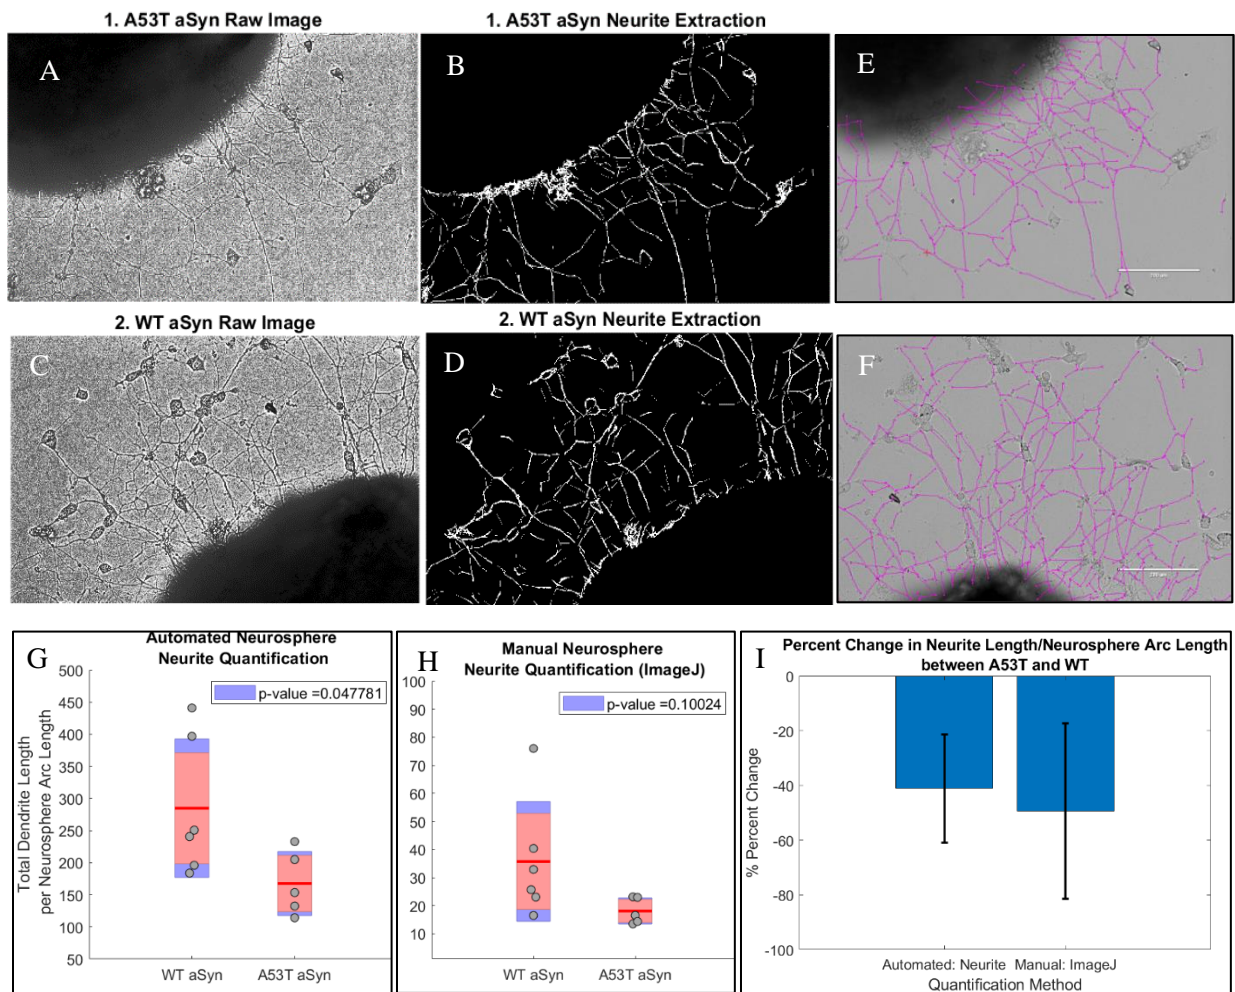 1. A53T aSyn Raw Image
1. A53T aSyn Neurite Extraction
A
B
E
2. WT aSyn Raw Image
2. WT aSyn Neurite Extraction
C
D
F
G
Automated Neurosphere
Neurite Quantification
p-value =0.047781
500
450
400
350
300
250
200
150
100
50
Total Dendrite Length
per Neurosphere Arc Length
WT aSyn
A53T aSyn
H
Manual Neurosphere
Neurite Quantification (ImageJ)
p-value =0.10024
100
90
80
70
60
50
40
30
20
10
WT aSyn
A53T aSyn
I
Percent Change in Neurite Length/Neurosphere Arc Length
between A53T and WT
0
-20
-40
-60
-80
-100
% Percent Change
Automated: Neurite Manual: ImageJ
Quantification Method